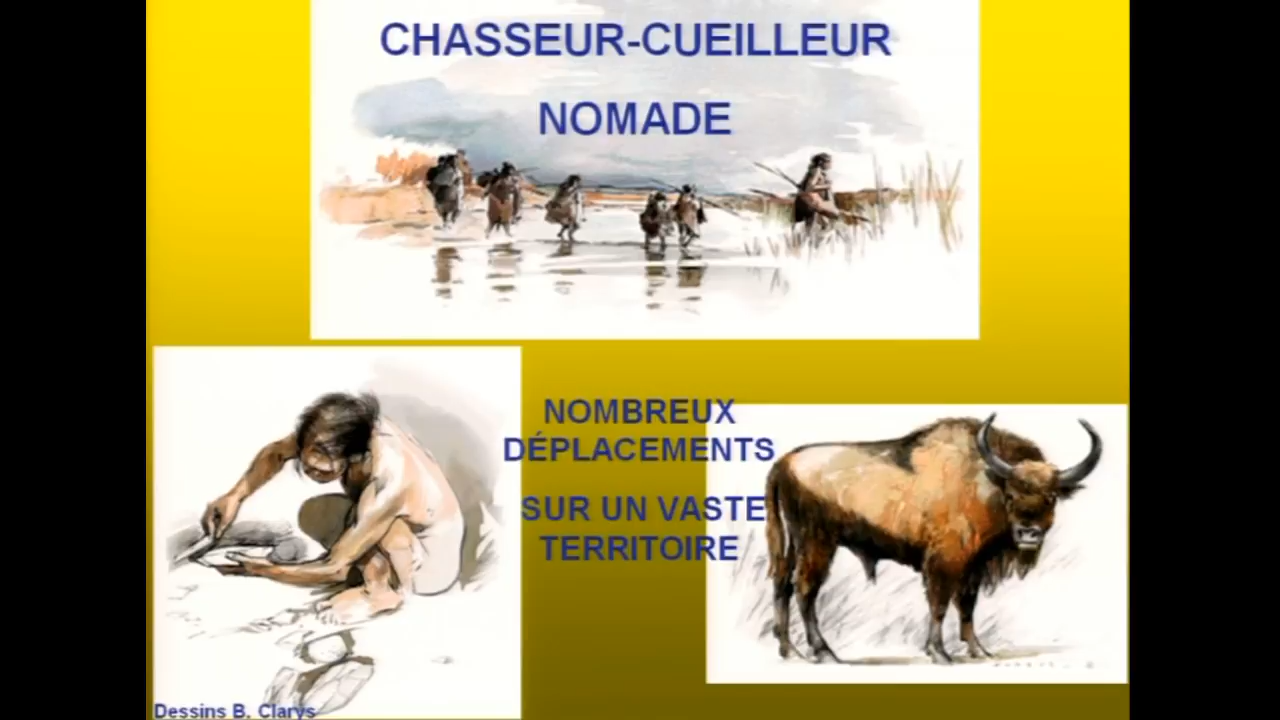 CHASSEUR-CUEILLEUR
NOMADE
NOMBREUX
DÉPLACEMENTS
SUR UN VASTE
TERRITOIRE
Dessins B. Clarys